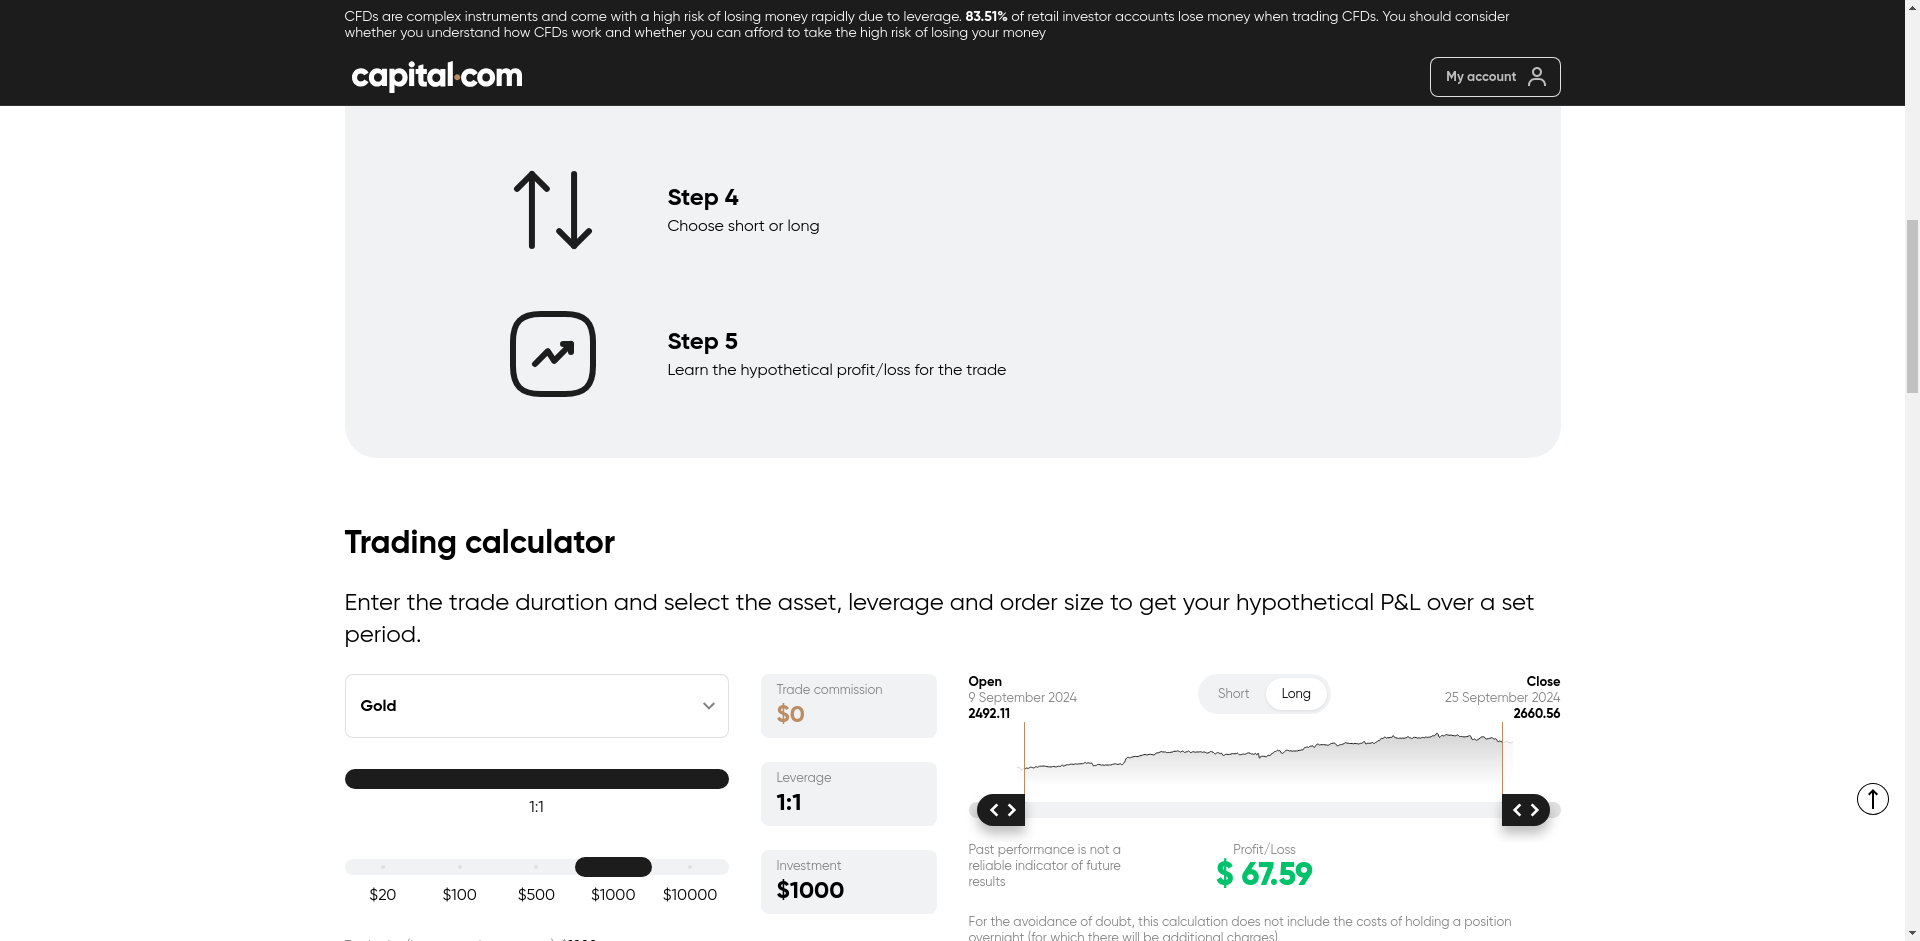 CFDs are complex instruments and come with a high risk of losing money rapidly due to leverage. 83.51% of retail investor accounts lose money when trading CFDs. You should consider
whether you understand how CFDs work and whether you can afford to take the high risk of losing your money
capital.com
My account
Step 4
Choose short or long
Step 5
Learn the hypothetical profit/loss for the trade
Trading calculator
Enter the trade duration and select the asset, leverage and order size to get your hypothetical P&L over a set
period.
Gold
1:1
$20 $100 $500 $1000 $10000
Trade commission
$0
Leverage
1:1
Investment
$1000
Open
9 September 2024
2492.11
Short Long
Close
25 September 2024
2660.56
Past performance is not a
reliable indicator of future
results
Profit/Loss
$ 67.59
For the avoidance of doubt, this calculation does not include the costs of holding a position
overnight (for which there will be additional charges)